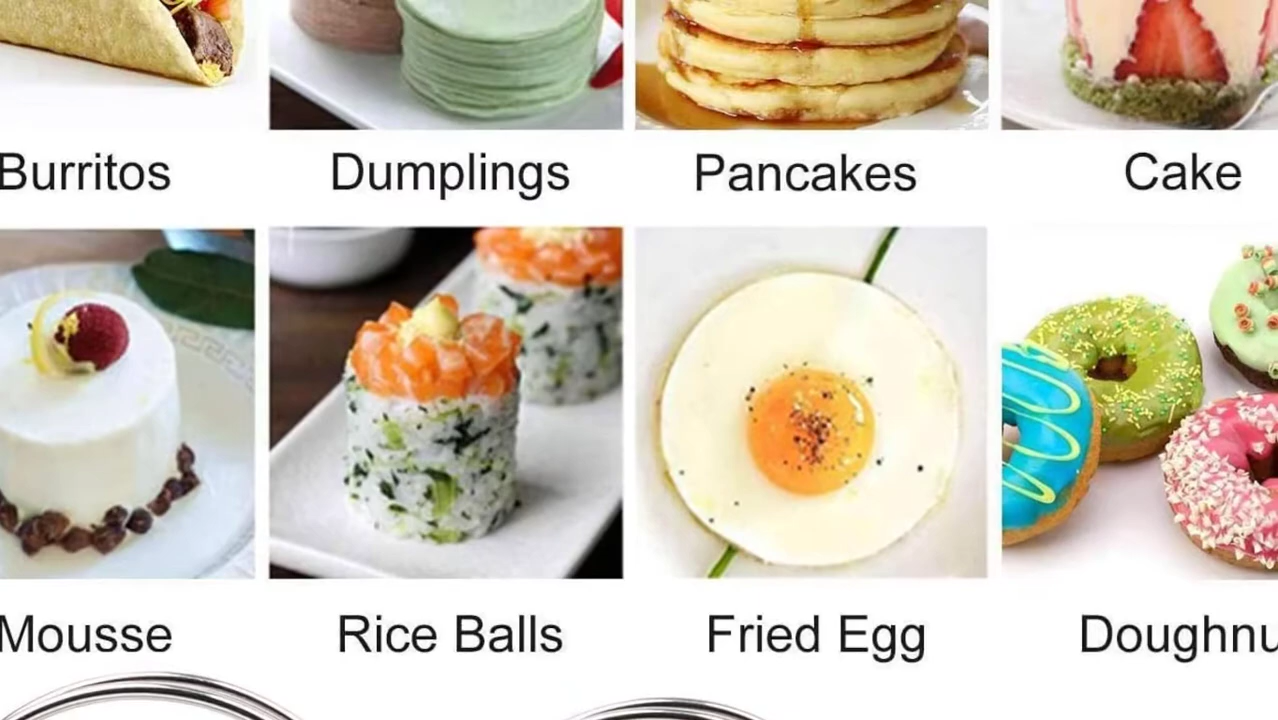 Burritos
Dumplings
Pancakes
Cake
Mousse
Rice Balls
Fried Egg
Doughnu